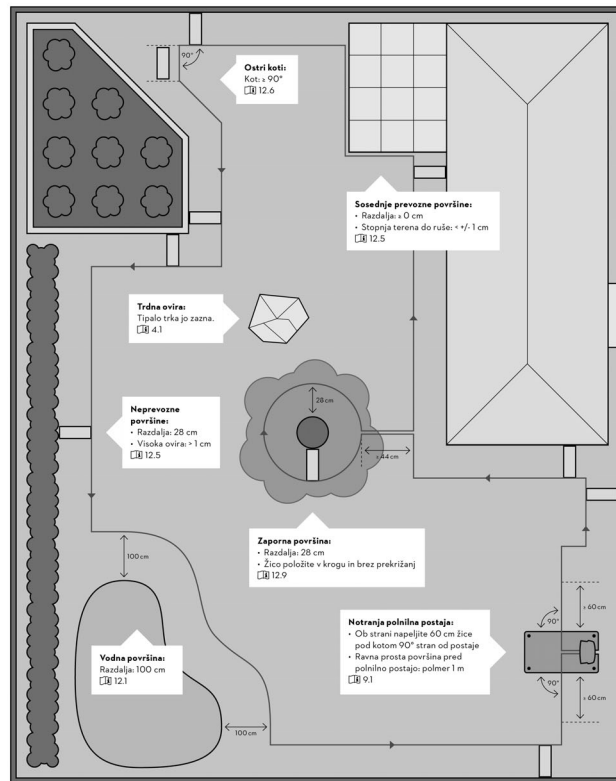 90°
Ostri koti:
Kot: ≥ 90°
12.6
Sosednje prevozne površine:
• Razdalja: ≥ 0 cm
• Stopnja terena do ruše: < +/- 1 cm
12.5
Trdna ovira:
Tipalo trka jo zazna.
4.1
28 cm
Neprevozne
površine:
• Razdalja: 28 cm
• Visoka ovira: > 1 cm
12.5
≥ 44 cm
Zaporna površina:
• Razdalja: 28 cm
• Žico položite v krogu in brez prekrižanj
12.9
100 cm
Notranja polnilna postaja:
• Ob strani napeljite 60 cm žice
pod kotom 90° stran od postaje
• Ravna prosta površina pred
polnilno postajo: polmer 1 m
9.1
≥ 60 cm
90°
90°
≥ 60 cm
Vodna površina:
Razdalja: 100 cm
12.1
100 cm